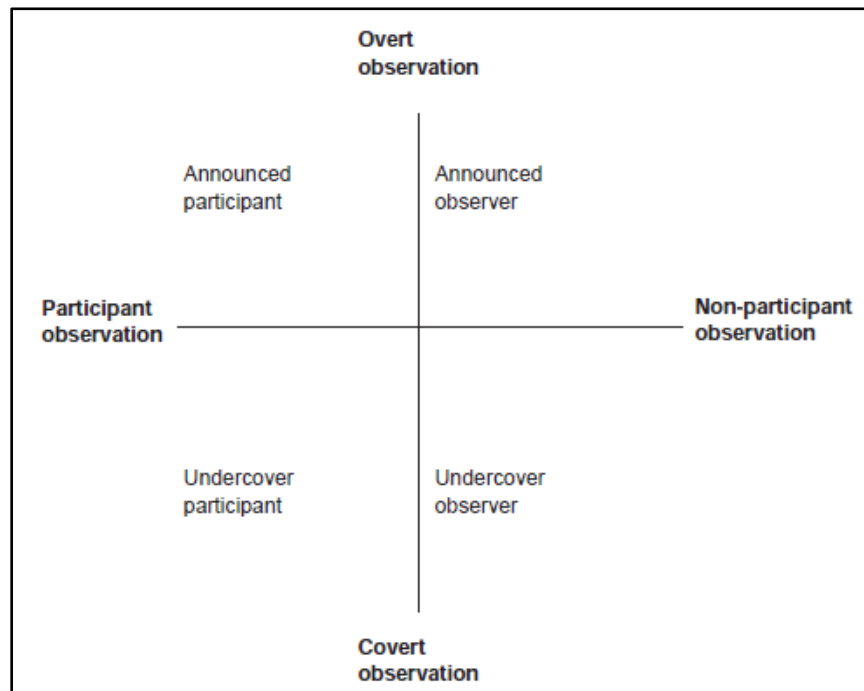 Overt
observation
Announced
participant
Announced
observer
Participant
observation
Non-participant
observation
Undercover
participant
Undercover
observer
Covert
observation